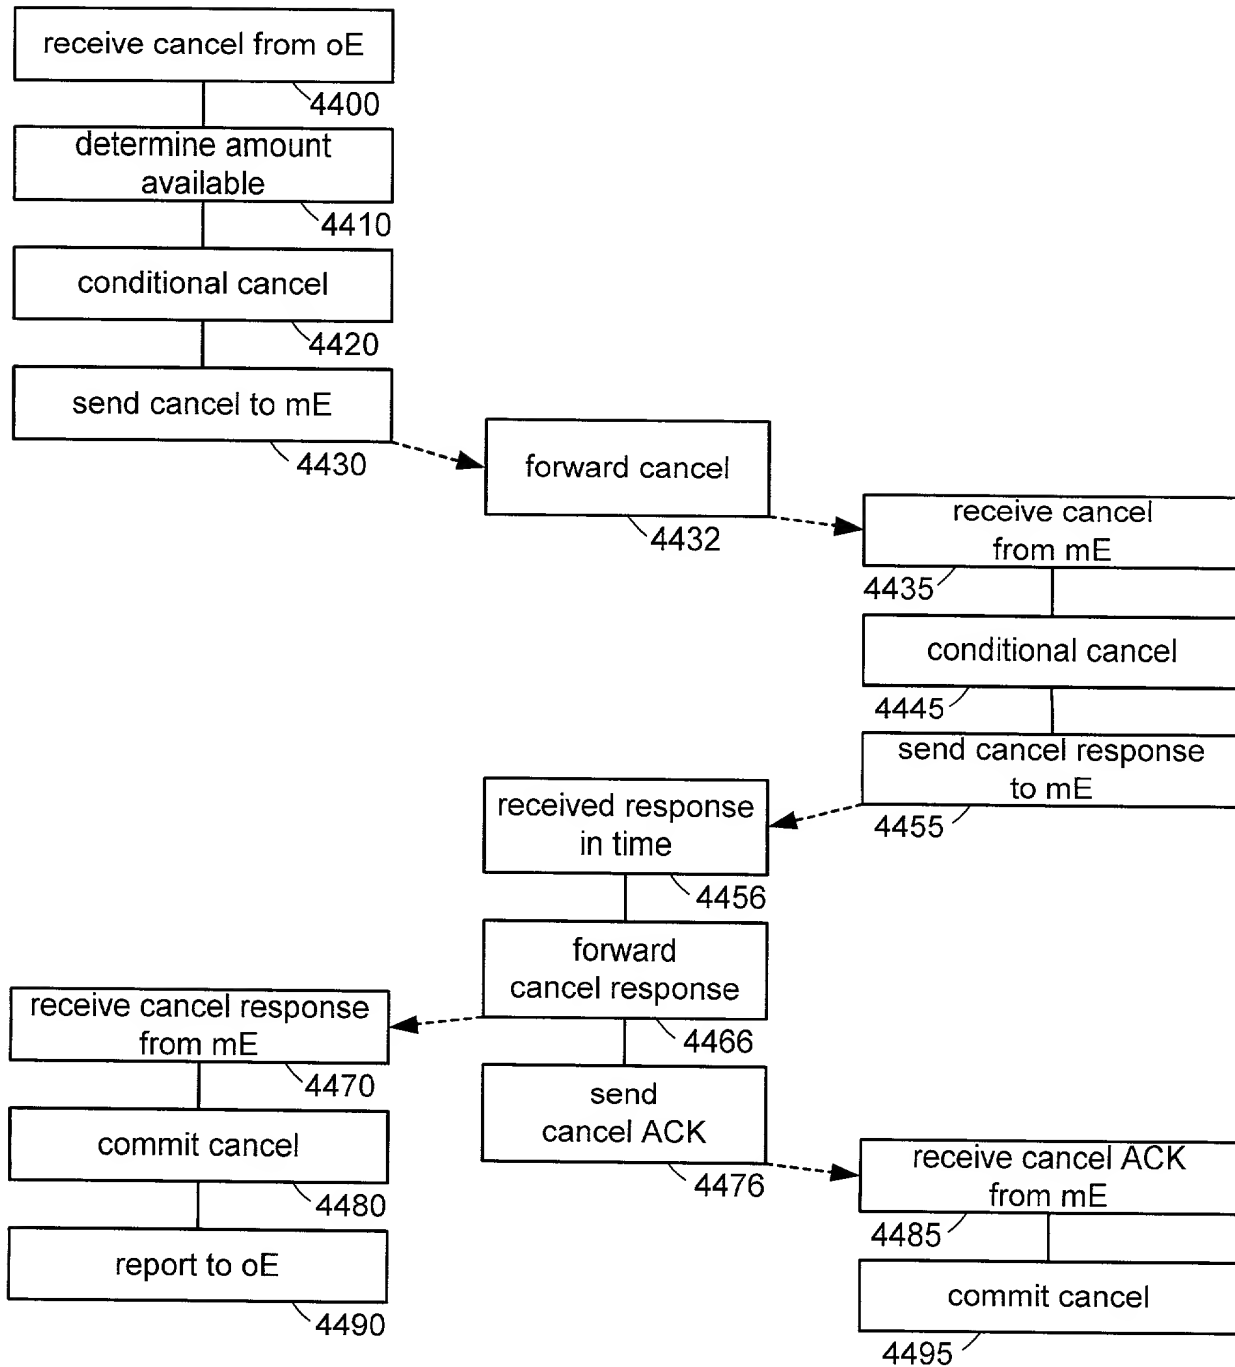 receive cancel from oE
4400
determine amount
available
4410
conditional cancel
4420
send cancel to mE
4430
forward cancel
4432
receive cancel
from mE
4435
conditional cancel
4445
send cancel response
to mE
4455
received response
in time
4456
forward
cancel response
4466
receive cancel response
from mE
4470
send
cancel ACK
4476
commit cancel
4480
receive cancel ACK
from mE
4485
report to oE
4490
commit cancel
4495